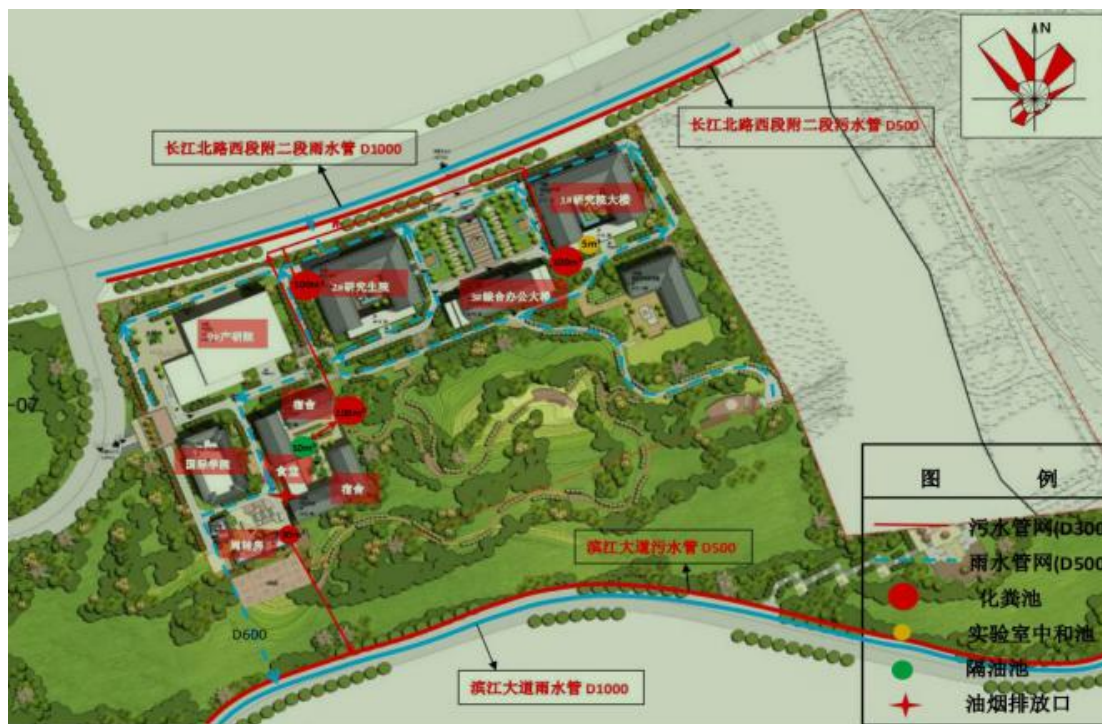 N
长江北路西段附二段污水管 D500
长江北路西段附二段雨水管 D1000
1#研究院大楼
5m³
100m³
2#研究生院
100m³
3#综合办公大楼
产研院
宿舍
100m³
-07
国际学院
食堂
宿舍
滨江大道污水管 D500
D600
滨江大道雨水管 D1000
图 例
污水管网(D300
雨水管网(D500
化粪池
实验室中和池
隔油池
油烟排放口